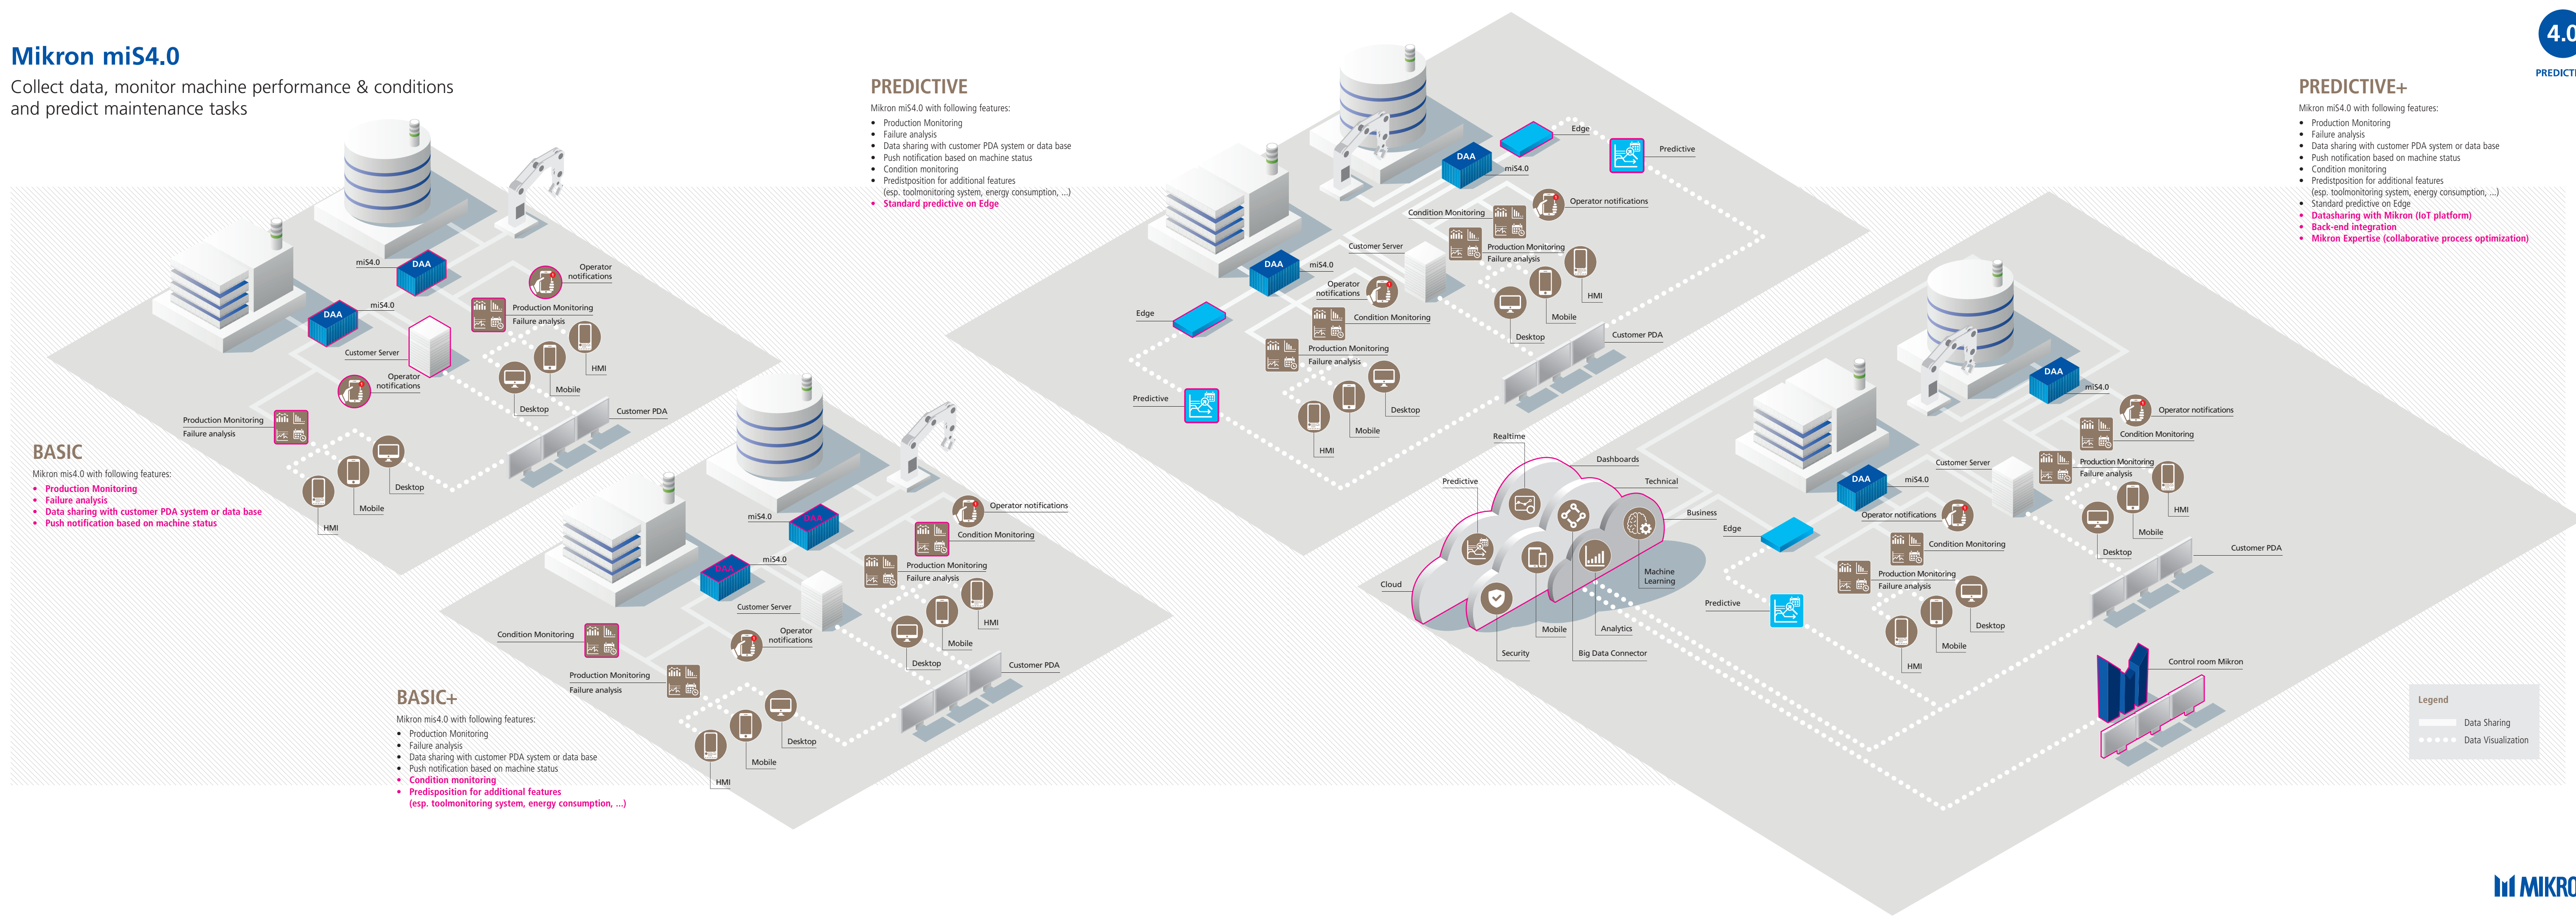 Mikron miS4.0
Collect data, monitor machine performance & conditions
and predict maintenance tasks
miS4.0
DAA
miS4.0
DAA
Operator
notifications
Production Monitoring
Failure analysis
Customer Server
HMI
Mobile
Desktop
Customer PDA
Operator
notifications
Production Monitoring
Failure analysis
Desktop
Mobile
HMI
BASIC
Mikron mis4.0 with following features:
• Production Monitoring
• Failure analysis
• Data sharing with customer PDA system or data base
• Push notification based on machine status
miS4.0
DAA
miS4.0
DAA
Operator notifications
Condition Monitoring
Production Monitoring
Failure analysis
Customer Server
HMI
Mobile
Desktop
Customer PDA
Operator
notifications
Condition Monitoring
Production Monitoring
Failure analysis
Desktop
Mobile
HMI
BASIC+
Mikron mis4.0 with following features:
• Production Monitoring
• Failure analysis
• Data sharing with customer PDA system or data base
• Push notification based on machine status
• Condition monitoring
• Predisposition for additional features
(esp. toolmonitoring system, energy consumption, ...)
PREDICTIVE
Mikron miS4.0 with following features:
• Production Monitoring
• Failure analysis
• Data sharing with customer PDA system or data base
• Push notification based on machine status
• Condition monitoring
• Predistposition for additional features
(esp. toolmonitoring system, energy consumption, ...)
• Standard predictive on Edge
Edge
Predictive
DAA
miS4.0
Operator notifications
Condition Monitoring
Production Monitoring
Failure analysis
Customer Server
DAA
miS4.0
HMI
Mobile
Desktop
Customer PDA
Operator
notifications
Condition Monitoring
Edge
Production Monitoring
Failure analysis
Predictive
Desktop
Mobile
HMI
Realtime
Dashboards
Predictive
Technical
Business
Cloud
Machine
Learning
Analytics
Mobile
Big Data Connector
Security
4.0
PREDICTI
PREDICTIVE+
Mikron miS4.0 with following features:
• Production Monitoring
• Failure analysis
• Data sharing with customer PDA system or data base
• Push notification based on machine status
• Condition monitoring
• Predistposition for additional features
(esp. toolmonitoring system, energy consumption, ...)
• Standard predictive on Edge
• Datasharing with Mikron (IoT platform)
• Back-end integration
• Mikron Expertise (collaborative process optimization)
DAA
miS4.0
Operator notifications
Condition Monitoring
Production Monitoring
Failure analysis
Customer Server
DAA
miS4.0
HMI
Mobile
Desktop
Customer PDA
Operator notifications
Edge
Condition Monitoring
Production Monitoring
Failure analysis
Predictive
Desktop
Mobile
HMI
Control room Mikron
Legend
Data Sharing
Data Visualization
MIKRO